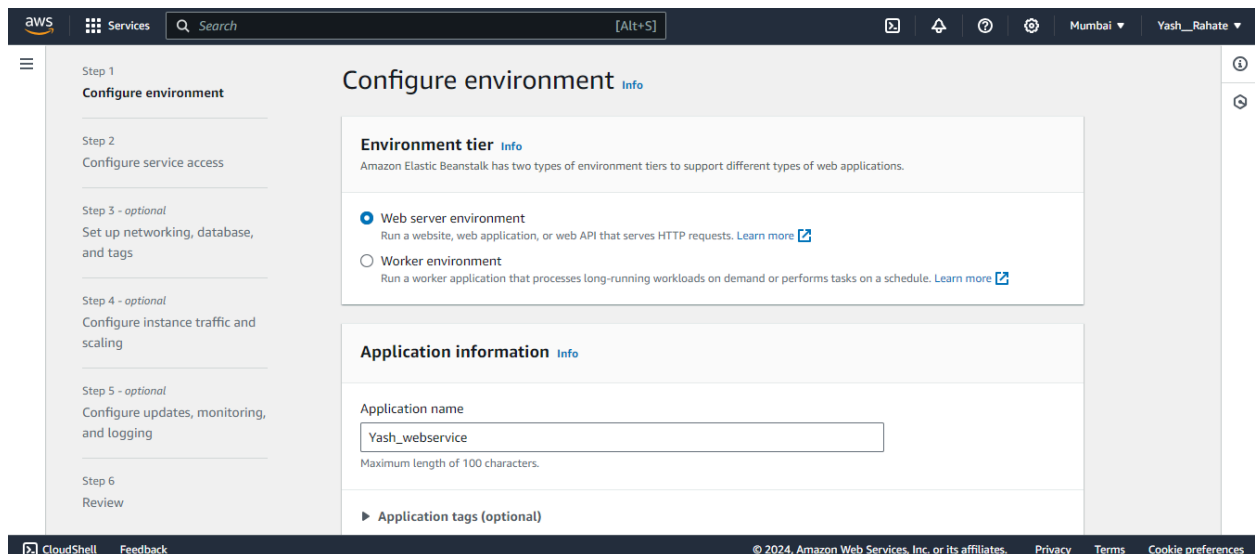 aws
Services
Search
[Alt+S]
Mumbai
Yash__Rahate
Step 1
Configure environment
Step 2
Configure service access
Step 3 - optional
Set up networking, database,
and tags
Step 4 - optional
Configure instance traffic and
scaling
Step 5 - optional
Configure updates, monitoring,
and logging
Step 6
Review
Configure environment Info
Environment tier Info
Amazon Elastic Beanstalk has two types of environment tiers to support different types of web applications.
Web server environment
Run a website, web application, or web API that serves HTTP requests. Learn more
Worker environment
Run a worker application that processes long-running workloads on demand or performs tasks on a schedule. Learn more
Application information Info
Application name
Yash_webservice
Maximum length of 100 characters.
Application tags (optional)
CloudShell
Feedback
© 2024, Amazon Web Services, Inc. or its affiliates.
Privacy
Terms
Cookie preferences